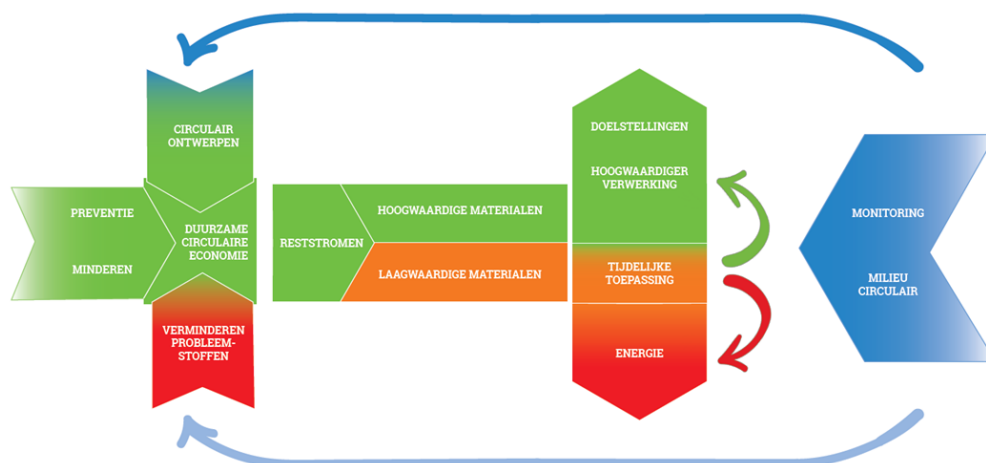 CIRCULAIR
ONTWERPEN
PREVENTIE
MINDEREN
DUURZAME
CIRCULAIRE
ECONOMIE
VERMINDEREN
PROBLEEM-
STOFFEN
RESTSTROMEN
HOOGWAARDIGE MATERIALEN
LAAGWAARDIGE MATERIALEN
DOELSTELLINGEN
HOOGWAARDIGER
VERWERKING
TIJDELIJKE
TOEPASSING
ENERGIE
MONITORING
MILIEU
CIRCULAIR